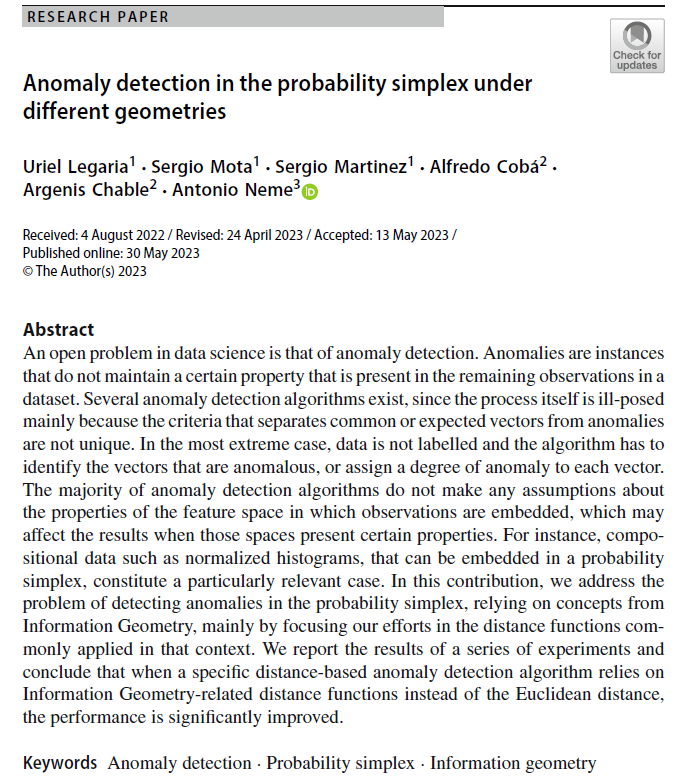 RESEARCH PAPER
Check for
updates
Anomaly detection in the probability simplex under
different geometries
Uriel Legaria1 · Sergio Mota1 · Sergio Martinez1 · Alfredo Cobá2 ·
Argenis Chable2 · Antonio Neme3 iD
Received: 4 August 2022 / Revised: 24 April 2023 / Accepted: 13 May 2023 /
Published online: 30 May 2023
© The Author(s) 2023
Abstract
An open problem in data science is that of anomaly detection. Anomalies are instances
that do not maintain a certain property that is present in the remaining observations in a
dataset. Several anomaly detection algorithms exist, since the process itself is ill-posed
mainly because the criteria that separates common or expected vectors from anomalies
are not unique. In the most extreme case, data is not labelled and the algorithm has to
identify the vectors that are anomalous, or assign a degree of anomaly to each vector.
The majority of anomaly detection algorithms do not make any assumptions about
the properties of the feature space in which observations are embedded, which may
affect the results when those spaces present certain properties. For instance, compo-
sitional data such as normalized histograms, that can be embedded in a probability
simplex, constitute a particularly relevant case. In this contribution, we address the
problem of detecting anomalies in the probability simplex, relying on concepts from
Information Geometry, mainly by focusing our efforts in the distance functions com-
monly applied in that context. We report the results of a series of experiments and
conclude that when a specific distance-based anomaly detection algorithm relies on
Information Geometry-related distance functions instead of the Euclidean distance,
the performance is significantly improved.
Keywords Anomaly detection · Probability simplex · Information geometry